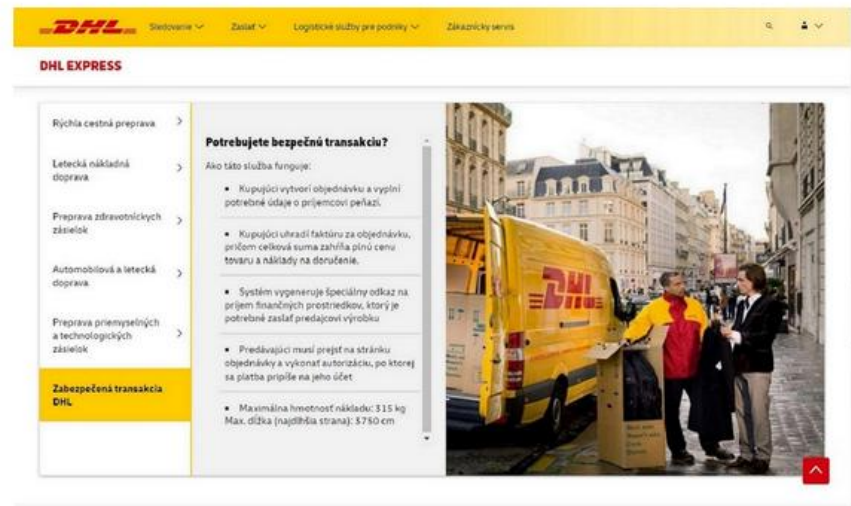 DHL Sledovanie Zaslať Logistické služby pre podniky Zákaznícky servis
DHL EXPRESS
Rýchla cestná preprava
Letecká nákladná
doprava
Preprava zdravotníckych
zásielok
Automobilová a letecká
doprava
Preprava priemyselných
a technologických
zásielok
Zabezpečená transakcia
DHL
Potrebujete bezpečnú transakciu?
Ako táto služba funguje:
Kupujúci vytvorí objednávku a vyplní
potrebné údaje o príjemcovi peňazí.
Kupujúci uhradí faktúru za objednávku,
pričom celková suma zahŕňa plnú cenu
tovaru a náklady na doručenie.
Systém vygeneruje špeciálny odkaz na
príjem finančných prostriedkov, ktorý je
potrebné zaslať predajcovi výrobku
Predávajúci musí prejsť na stránku
objednávky a vykonať autorizáciu, po ktorej
sa platba pripíše na jeho účet
Maximálna hmotnosť nákladu: 315 kg
Max. dĺžka (najdlhšia strana): 3750 cm
DHL